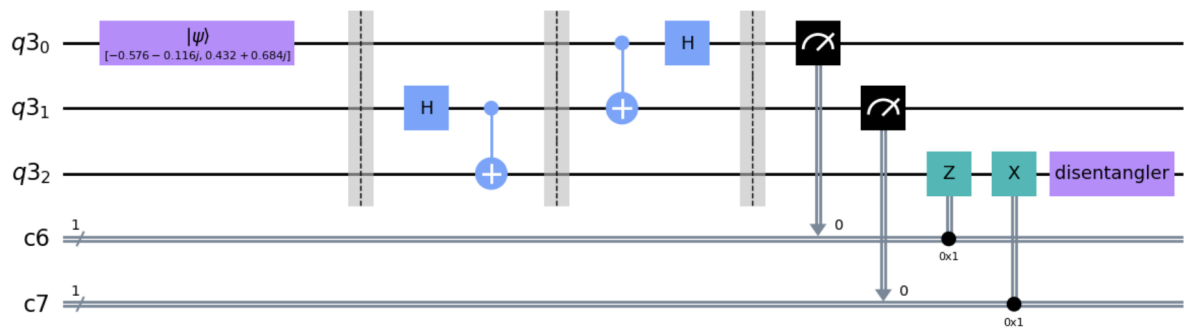 q3₀ |ψ⟩ H
[−0.576 − 0.116j, 0.432 + 0.684j]
q3₁ H
q3₂ Z X disentangler
1 0
c6
0x1
1 0
c7
0x1